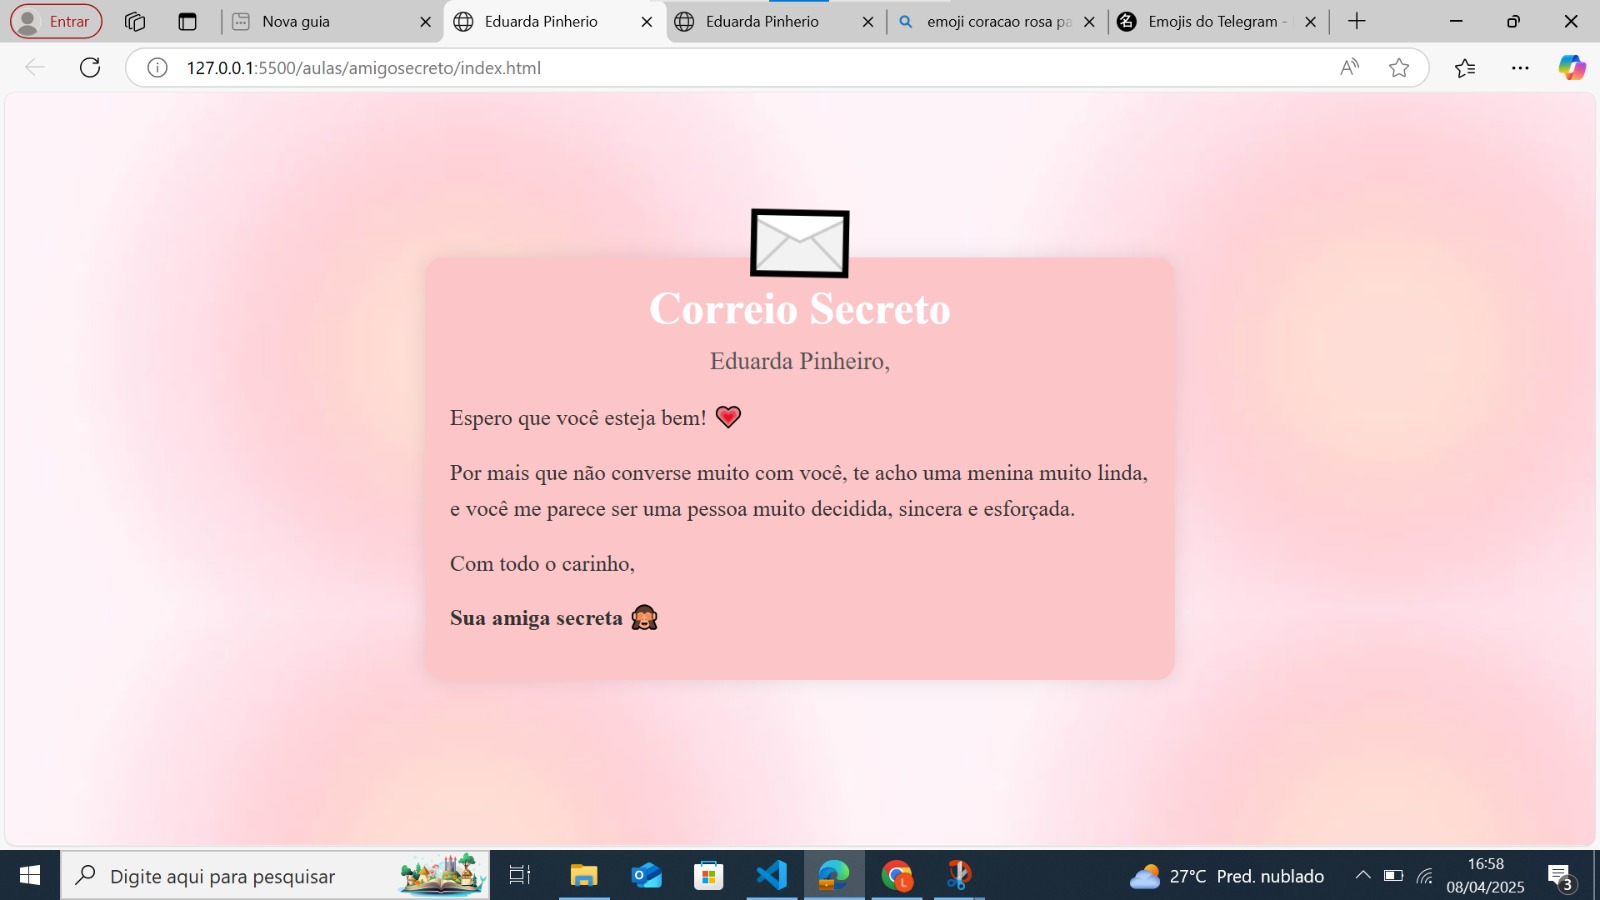 Entrar
Nova guia
Eduarda Pinherio
Eduarda Pinherio
emoji coracao rosa pa
Emojis do Telegram -
127.0.0.1:5500/aulas/amigosecreto/index.html
Correio Secreto
Eduarda Pinheiro,
Espero que você esteja bem! 💗
Por mais que não converse muito com você, te acho uma menina muito linda,
e você me parece ser uma pessoa muito decidida, sincera e esforçada.
Com todo o carinho,
Sua amiga secreta 🙈
Digite aqui para pesquisar
L
27°C Pred. nublado
16:58
08/04/2025
3